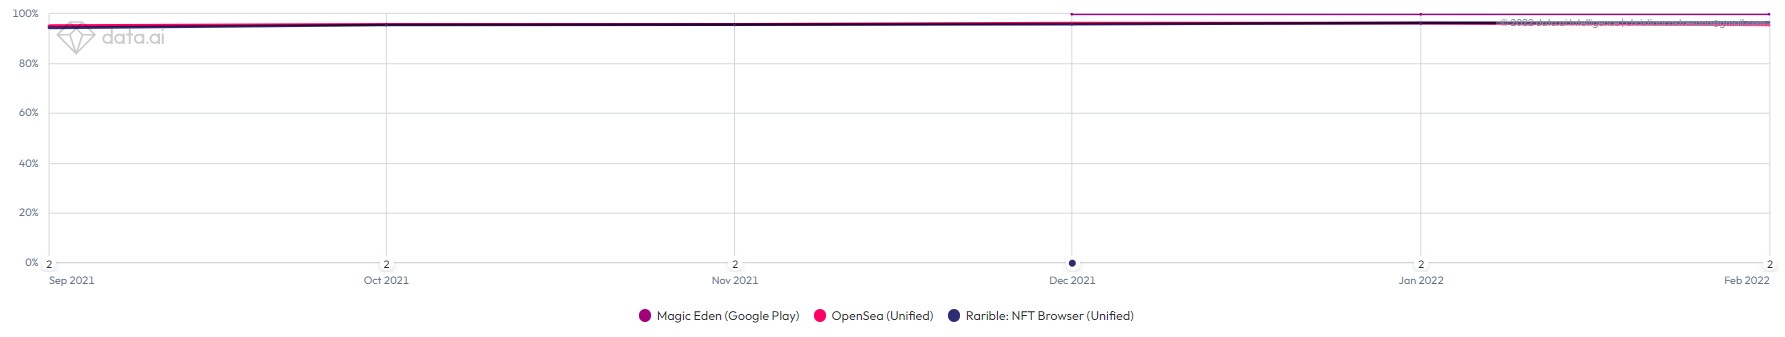 100%
data.ai
80%
60%
40%
20%
0%
2 2 2 2 2
Sep 2021 Oct 2021 Nov 2021 Dec 2021 Jan 2022 Feb 2022
Magic Eden (Google Play) OpenSea (Unified) Rarible: NFT Browser (Unified)